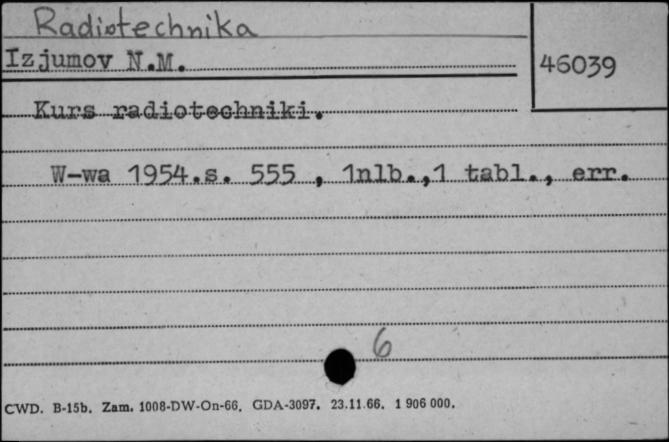 Radiotechnika
Izjumov N.M.
46039
Kurs radiotechniki.
W-wa 1954.s. 555 , 1nlb.,1 tabl., err.
6
CWD. B-15b. Zam. 1008-DW-On-66. GDA-3097. 23.11.66. 1 906 000.